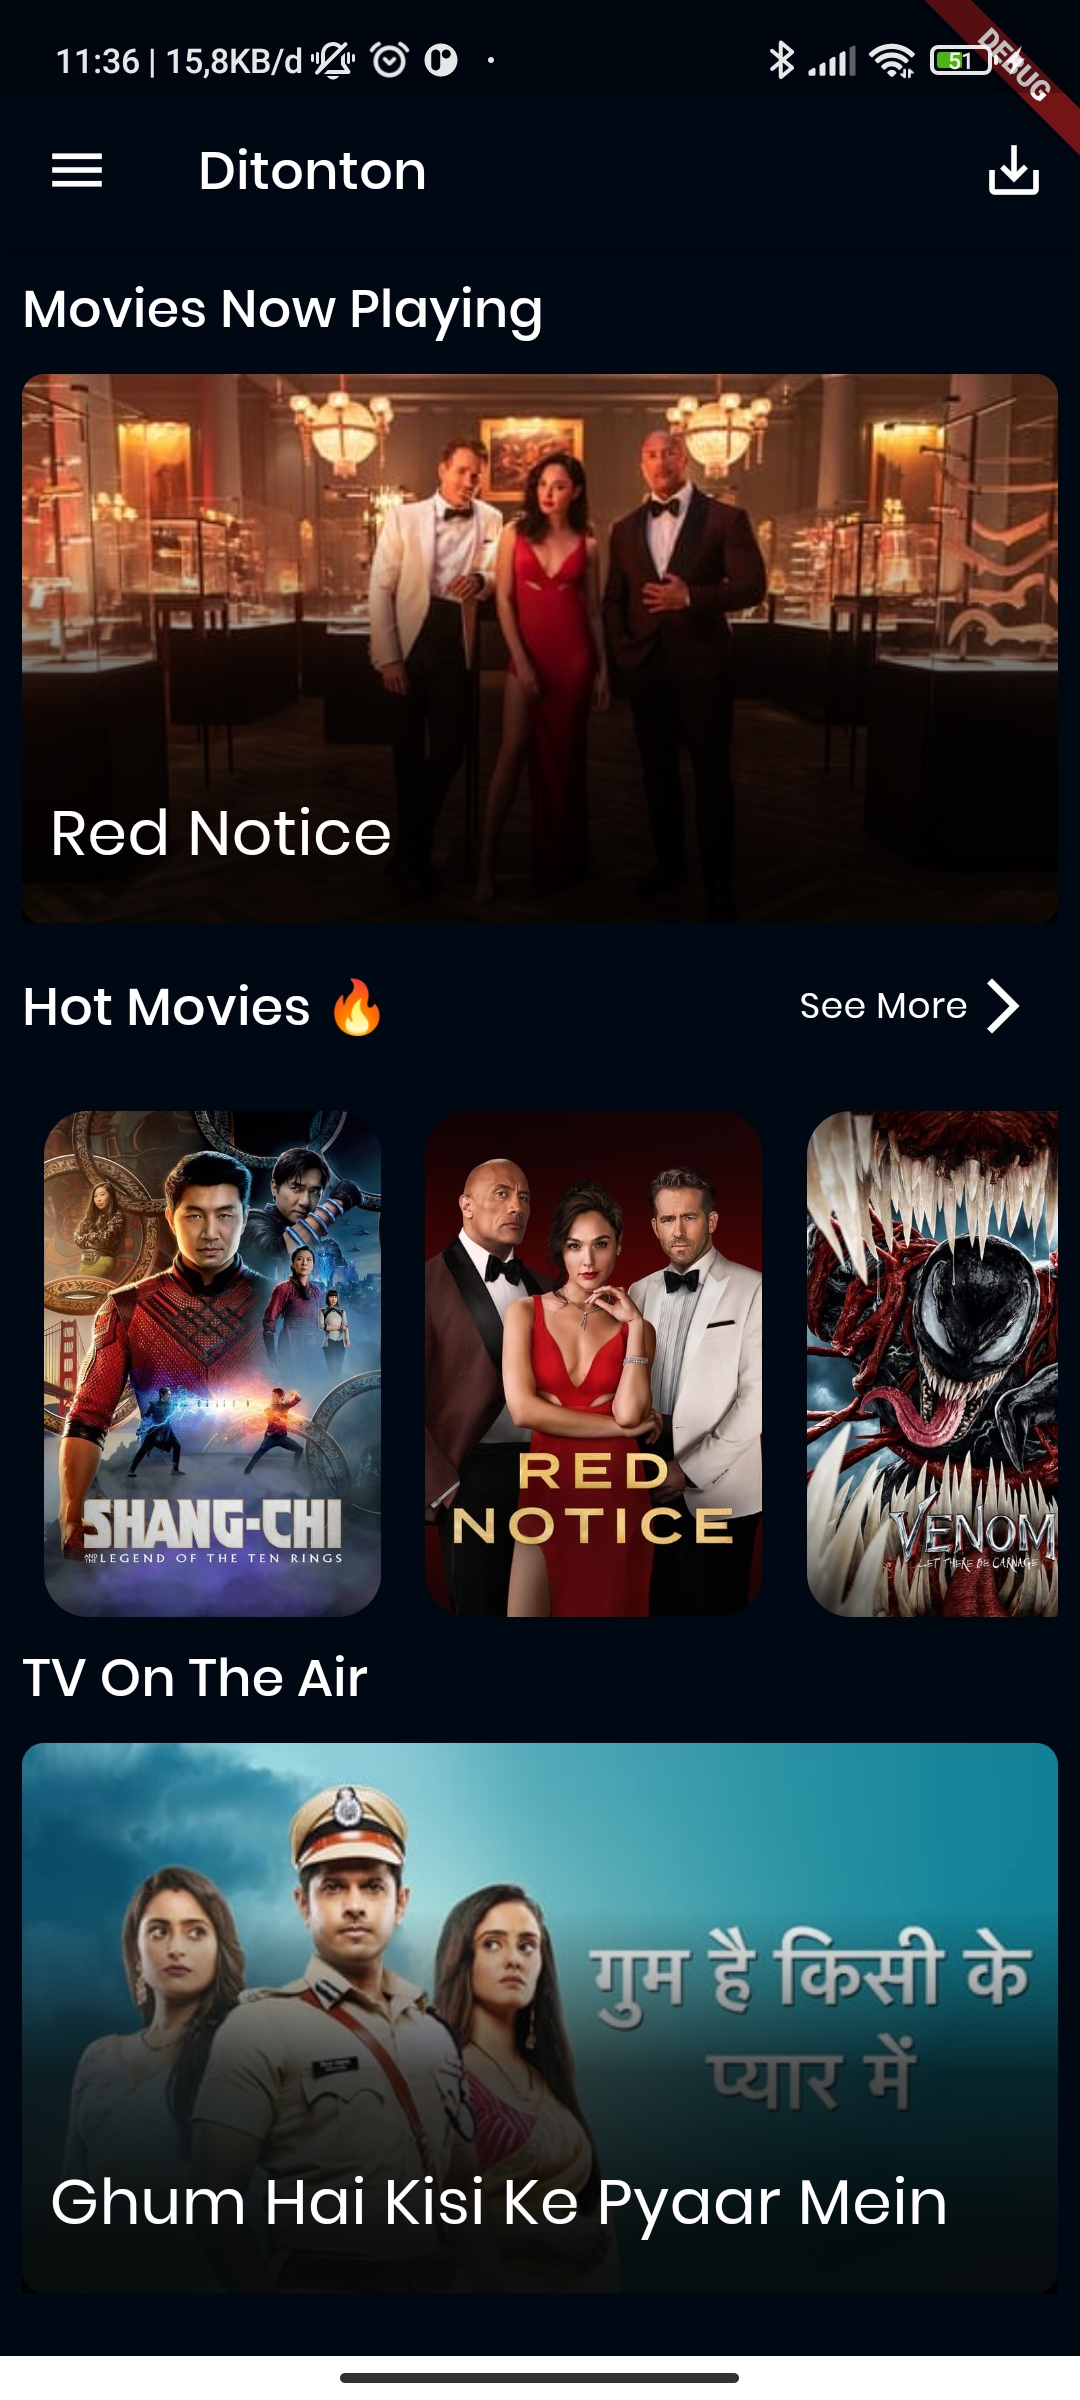 11:36 | 15,8KB/d
51
DEBUG
Ditonton
Movies Now Playing
Red Notice
Hot Movies 🔥
See More
SHANG-CHI
AND THE LEGEND OF THE TEN RINGS
RED
NOTICE
VENOM
LET THERE BE CARNAGE
TV On The Air
गुम है किसी के
प्यार में
Ghum Hai Kisi Ke Pyaar Mein